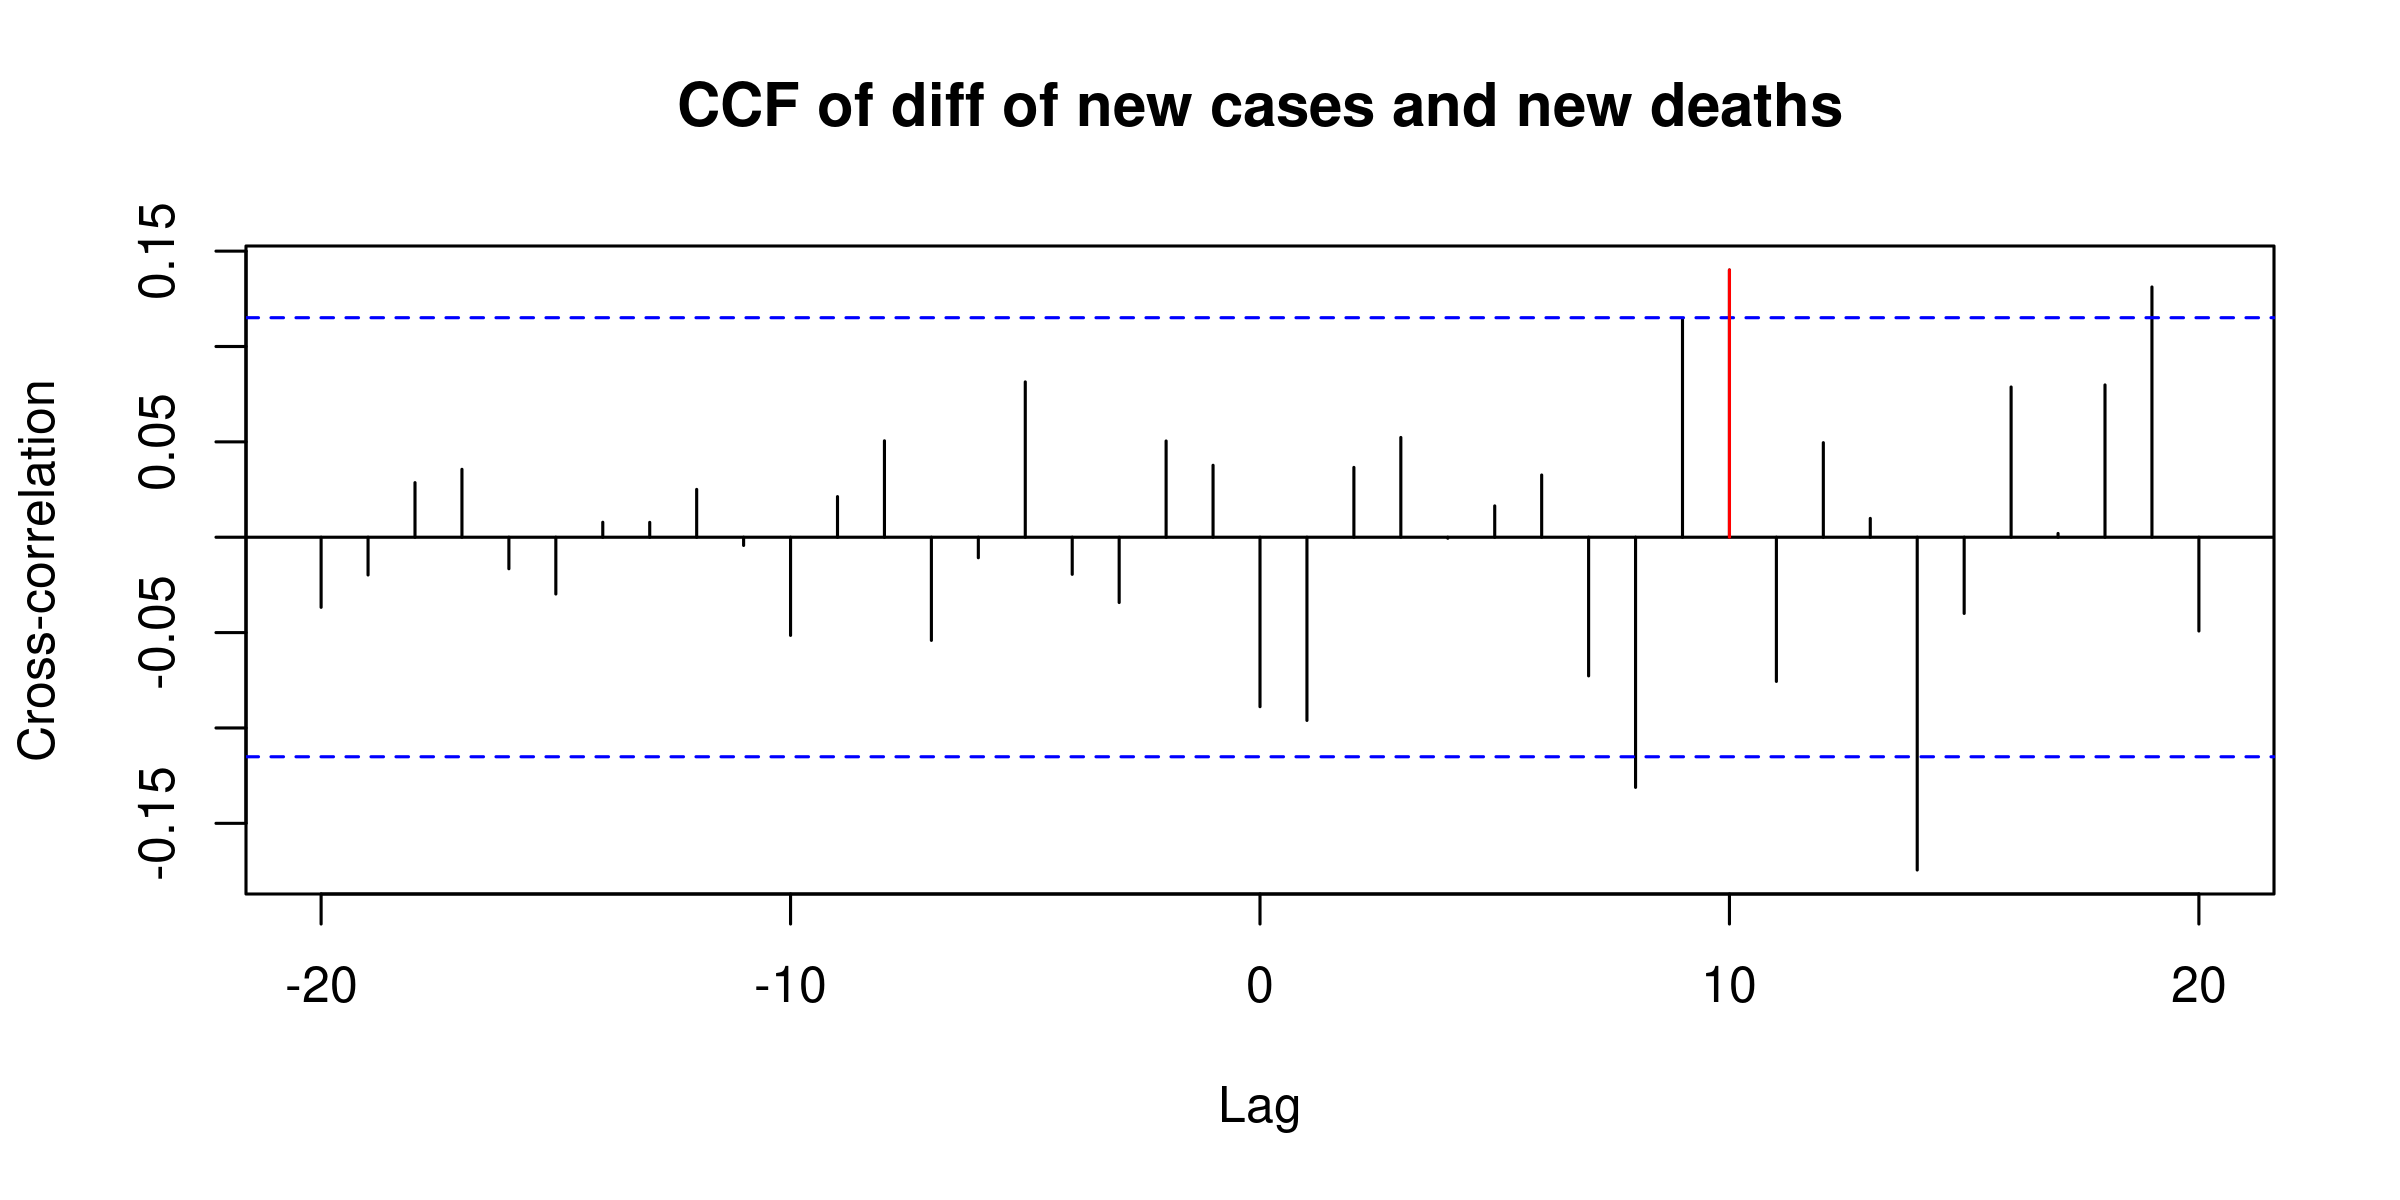 CCF of diff of new cases and new deaths
Cross-correlation
0.15
0.05
-0.05
-0.15
-20 -10 0 10 20
Lag